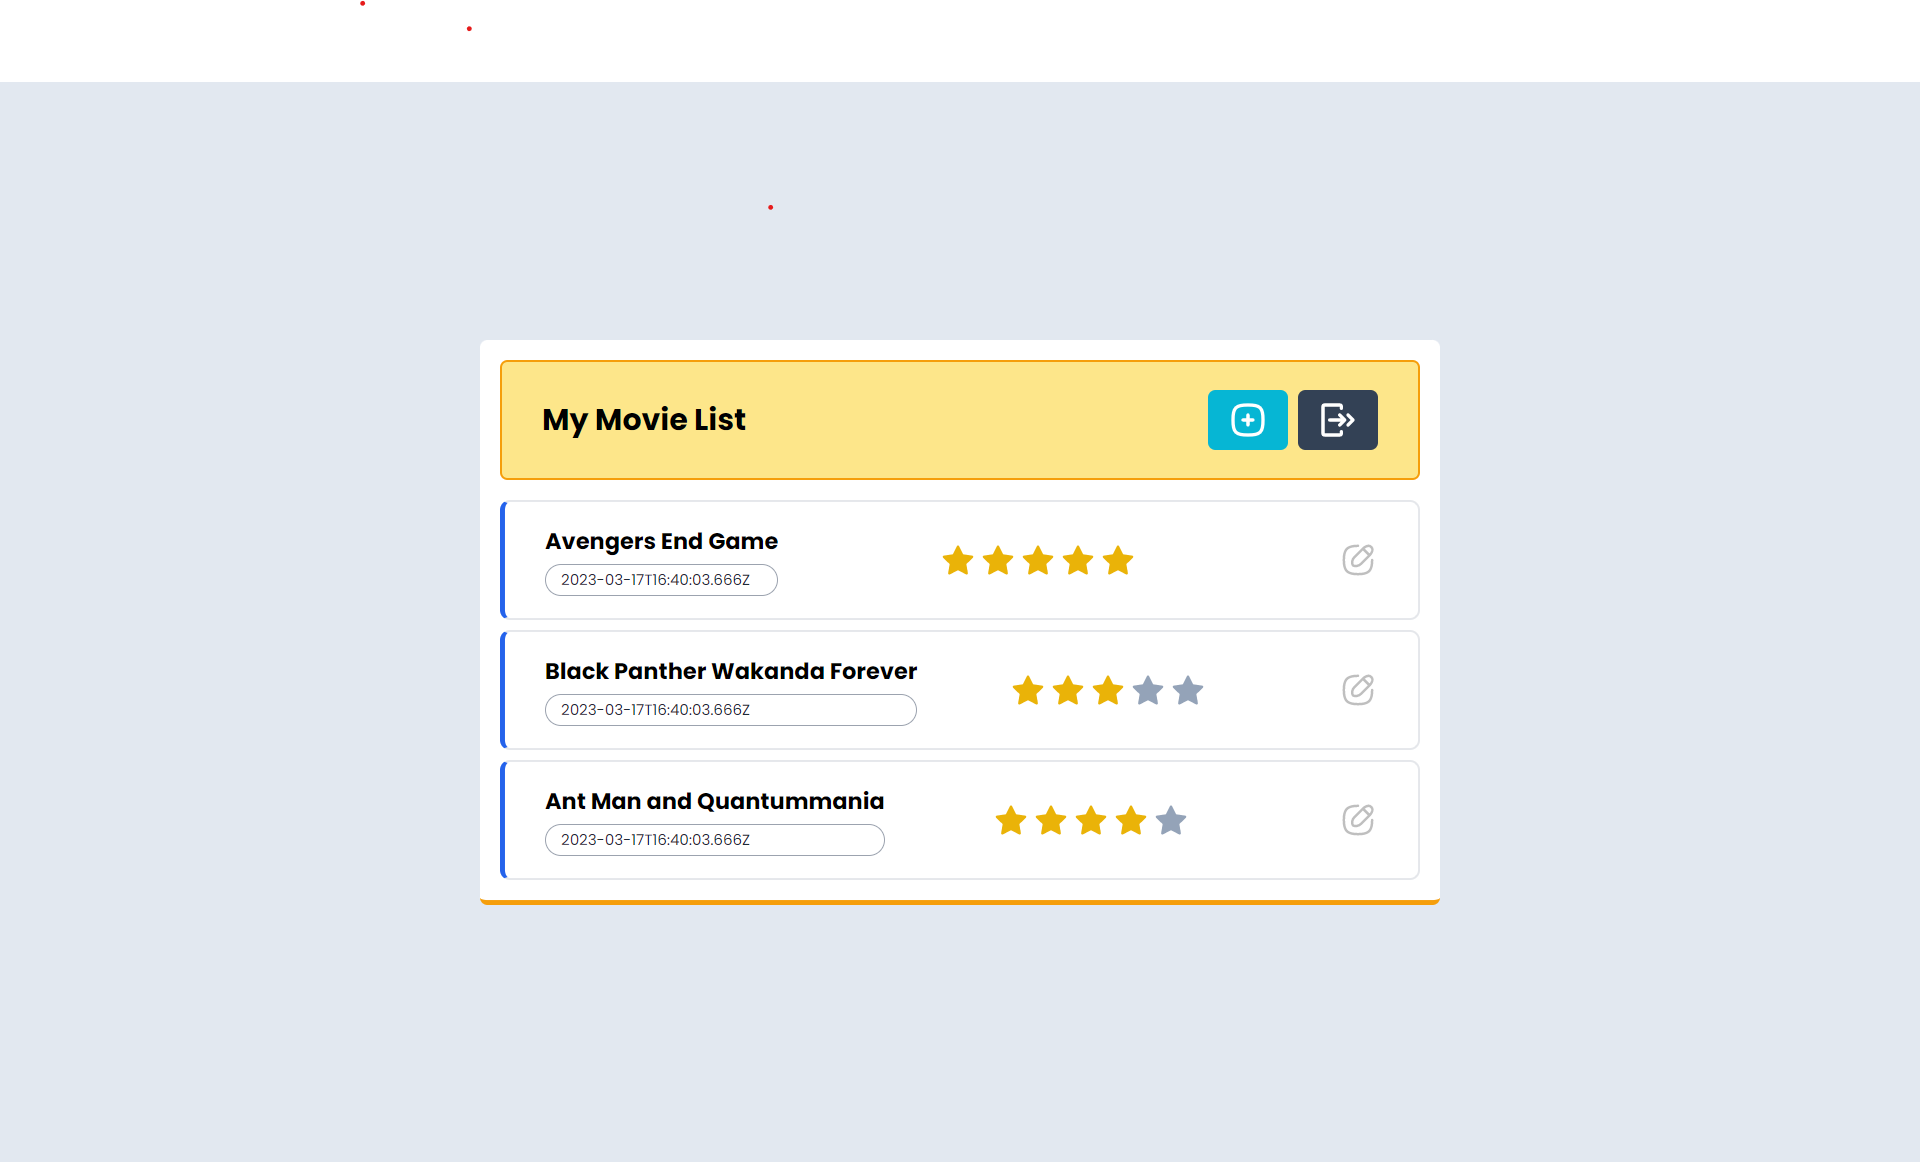 My Movie List
Avengers End Game
2023-03-17T16:40:03.666Z
Black Panther Wakanda Forever
2023-03-17T16:40:03.666Z
Ant Man and Quantummania
2023-03-17T16:40:03.666Z